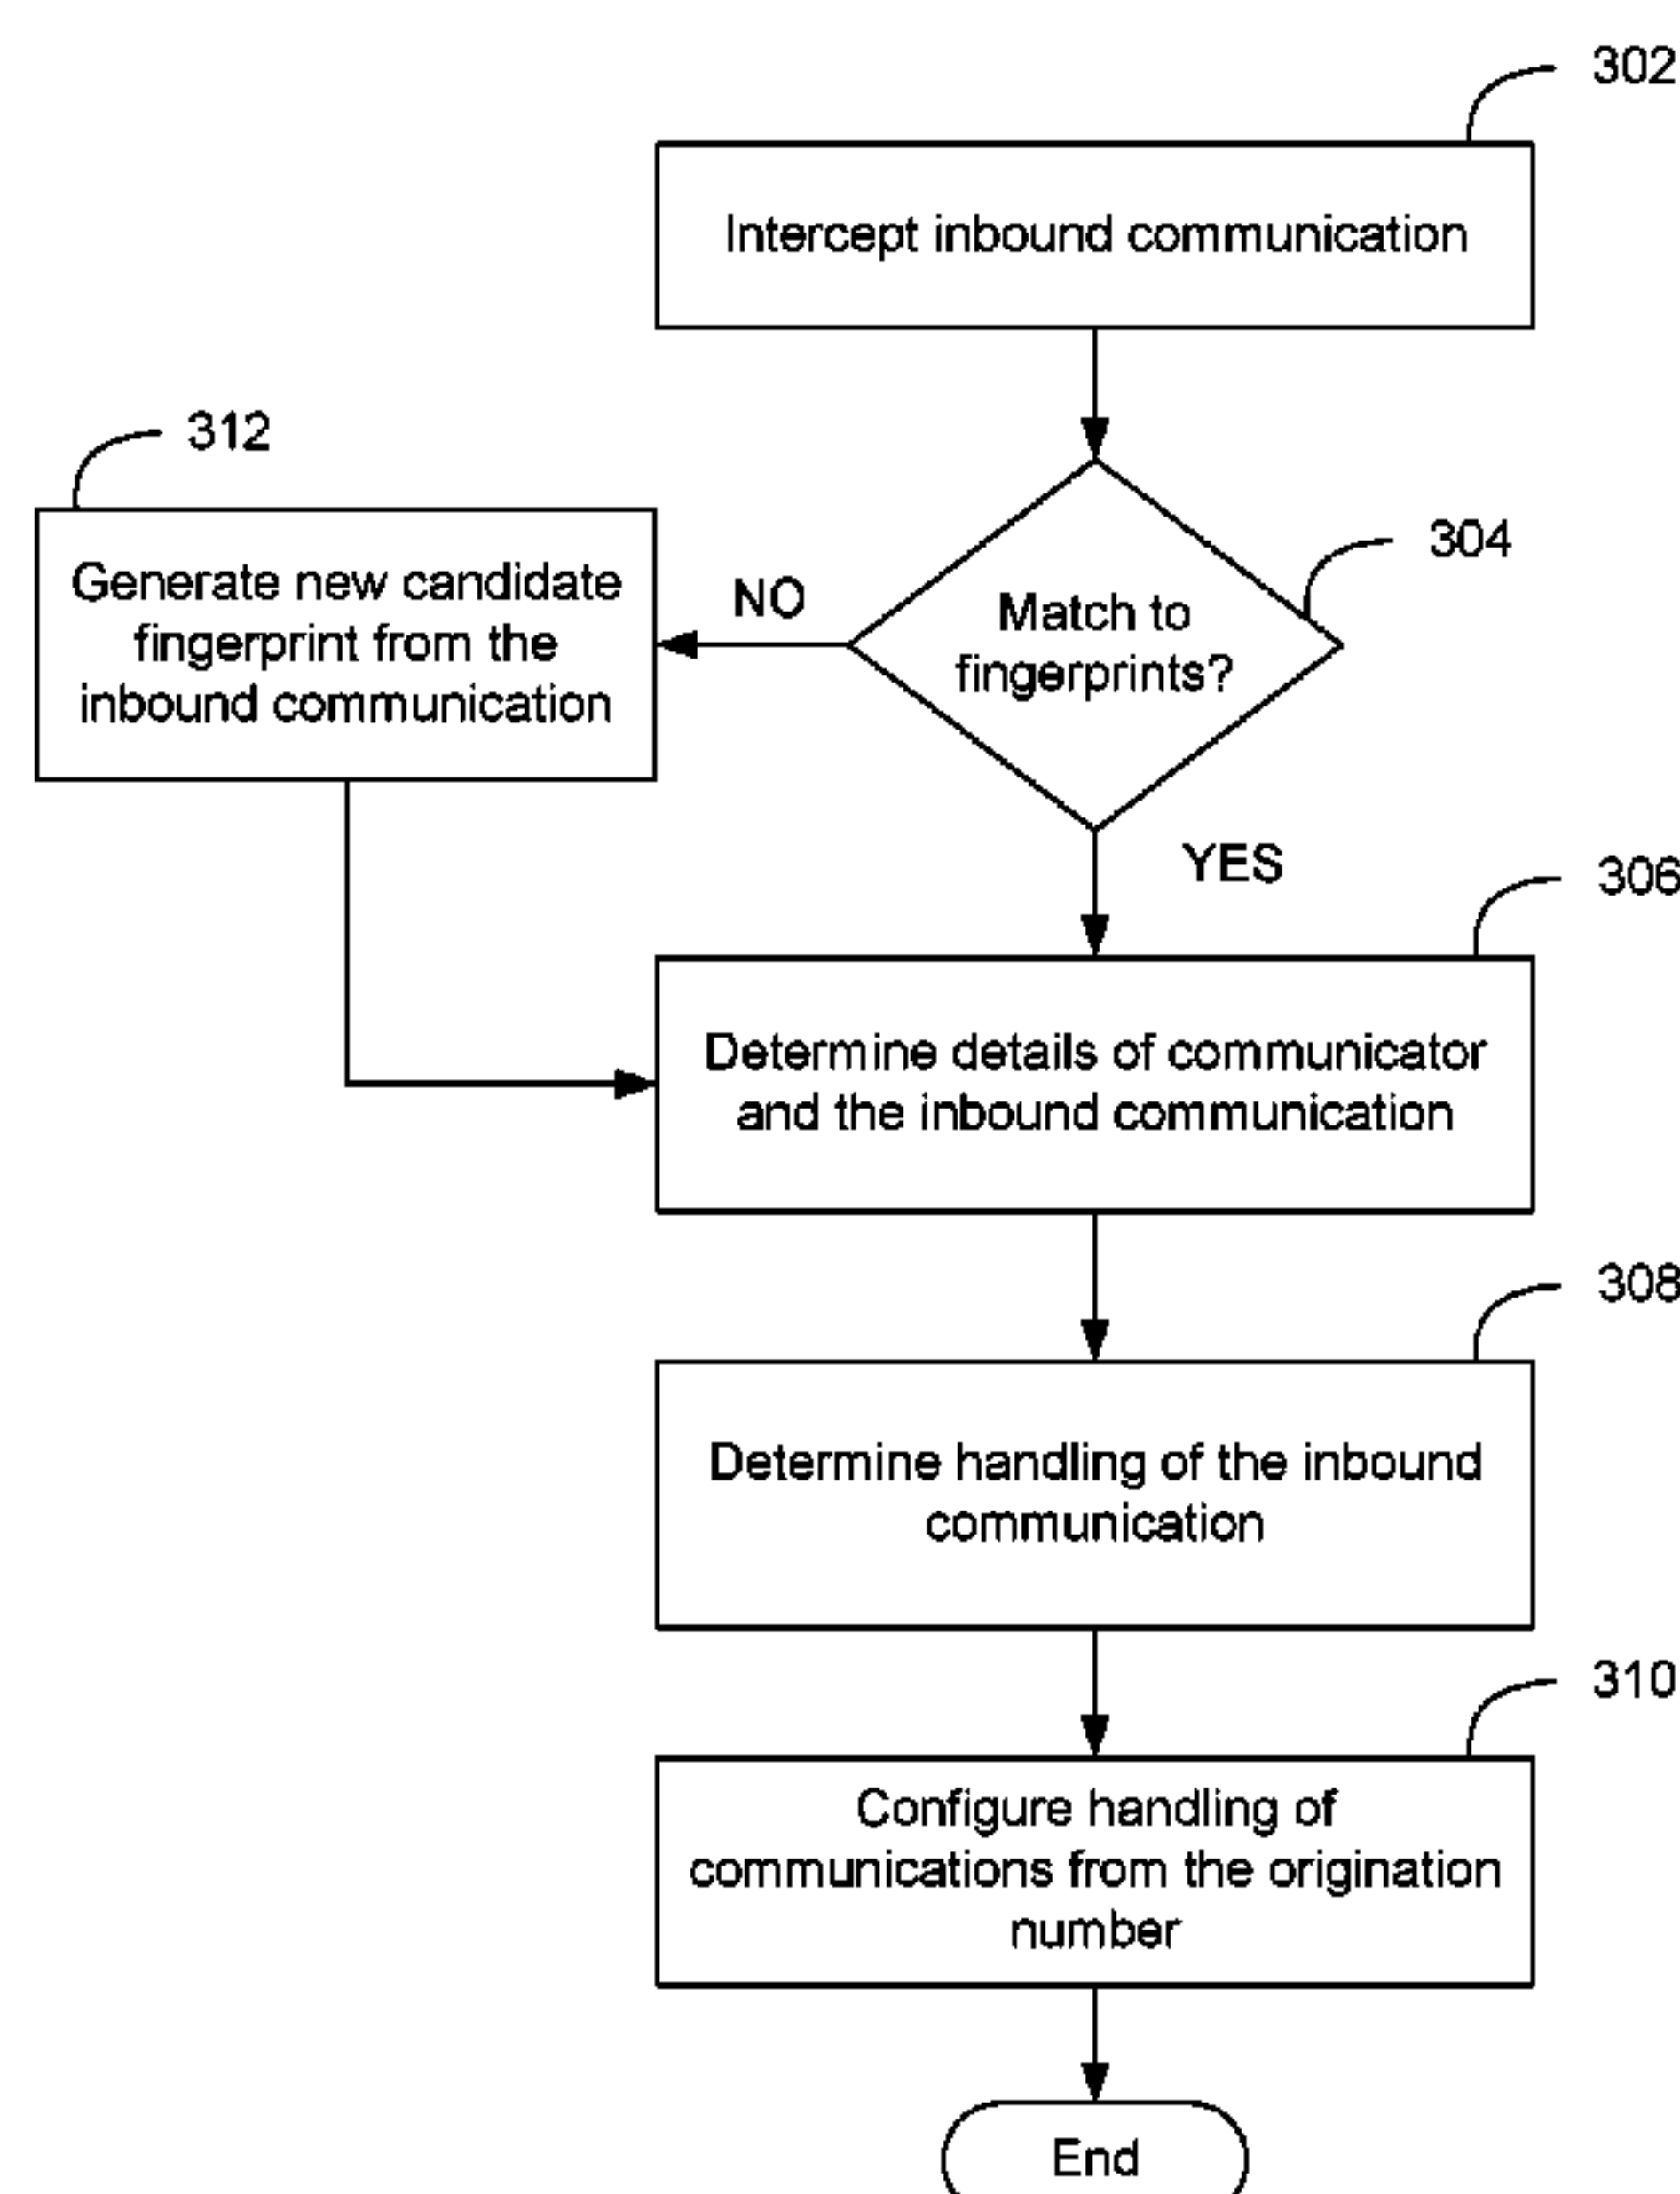 302
Intercept inbound communication
312
304
Generate new candidate
fingerprint from the
inbound communication
NO
Match to
fingerprints?
YES
306
Determine details of communicator
and the inbound communication
308
Determine handling of the inbound
communication
310
Configure handling of
communications from the origination
number
End